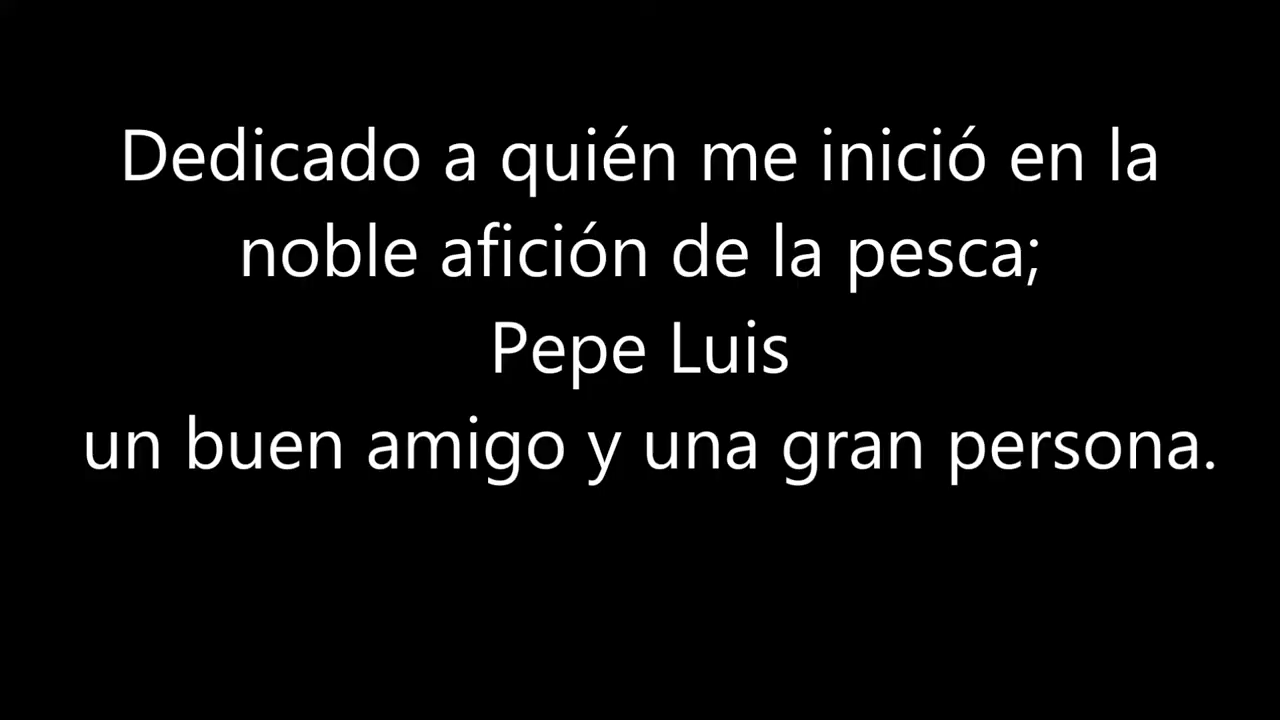 Dedicado a quién me inició en la
noble afición de la pesca;
Pepe Luis
un buen amigo y una gran persona.